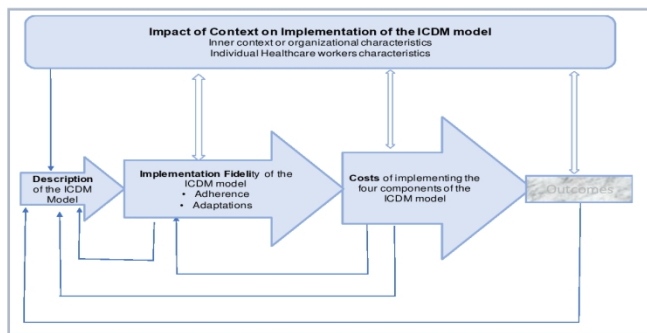 Impact of Context on Implementation of the ICDM model
Inner context or organizational characteristics
Individual Healthcare workers characteristics
Description
of the ICDM
Model
Implementation Fidelity of the
ICDM model
• Adherence
• Adaptations
Costs of implementing the
four components of the
ICDM model
Outcomes